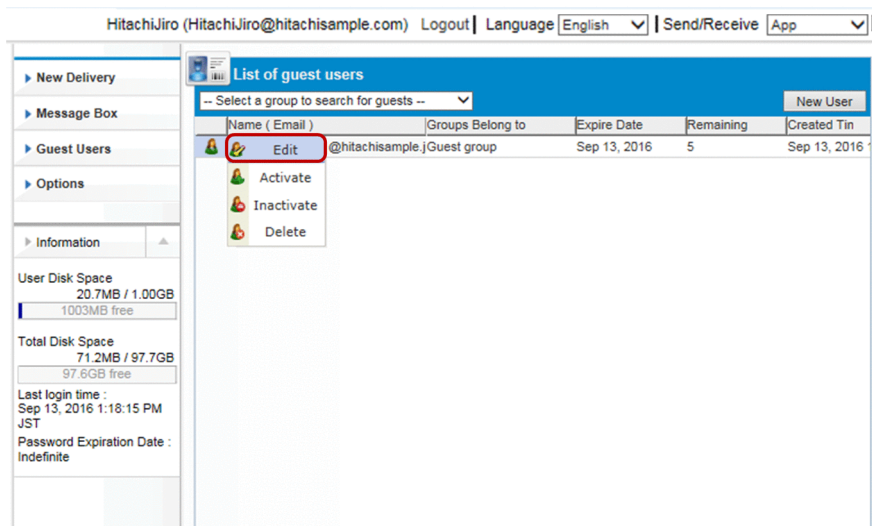 HitachiJiro (HitachiJiro@hitachisample.com) Logout Language English Send/Receive App
New Delivery
Message Box
Guest Users
Options
Information
User Disk Space
20.7MB / 1.00GB
1003MB free
Total Disk Space
71.2MB / 97.7GB
97.6GB free
Last login time :
Sep 13, 2016 1:18:15 PM
JST
Password Expiration Date :
Indefinite
List of guest users
-- Select a group to search for guests --
New User
Name ( Email ) Groups Belong to Expire Date Remaining Created Tin
Edit @hitachisample.j Guest group Sep 13, 2016 5 Sep 13, 2016 1
Activate
Inactivate
Delete